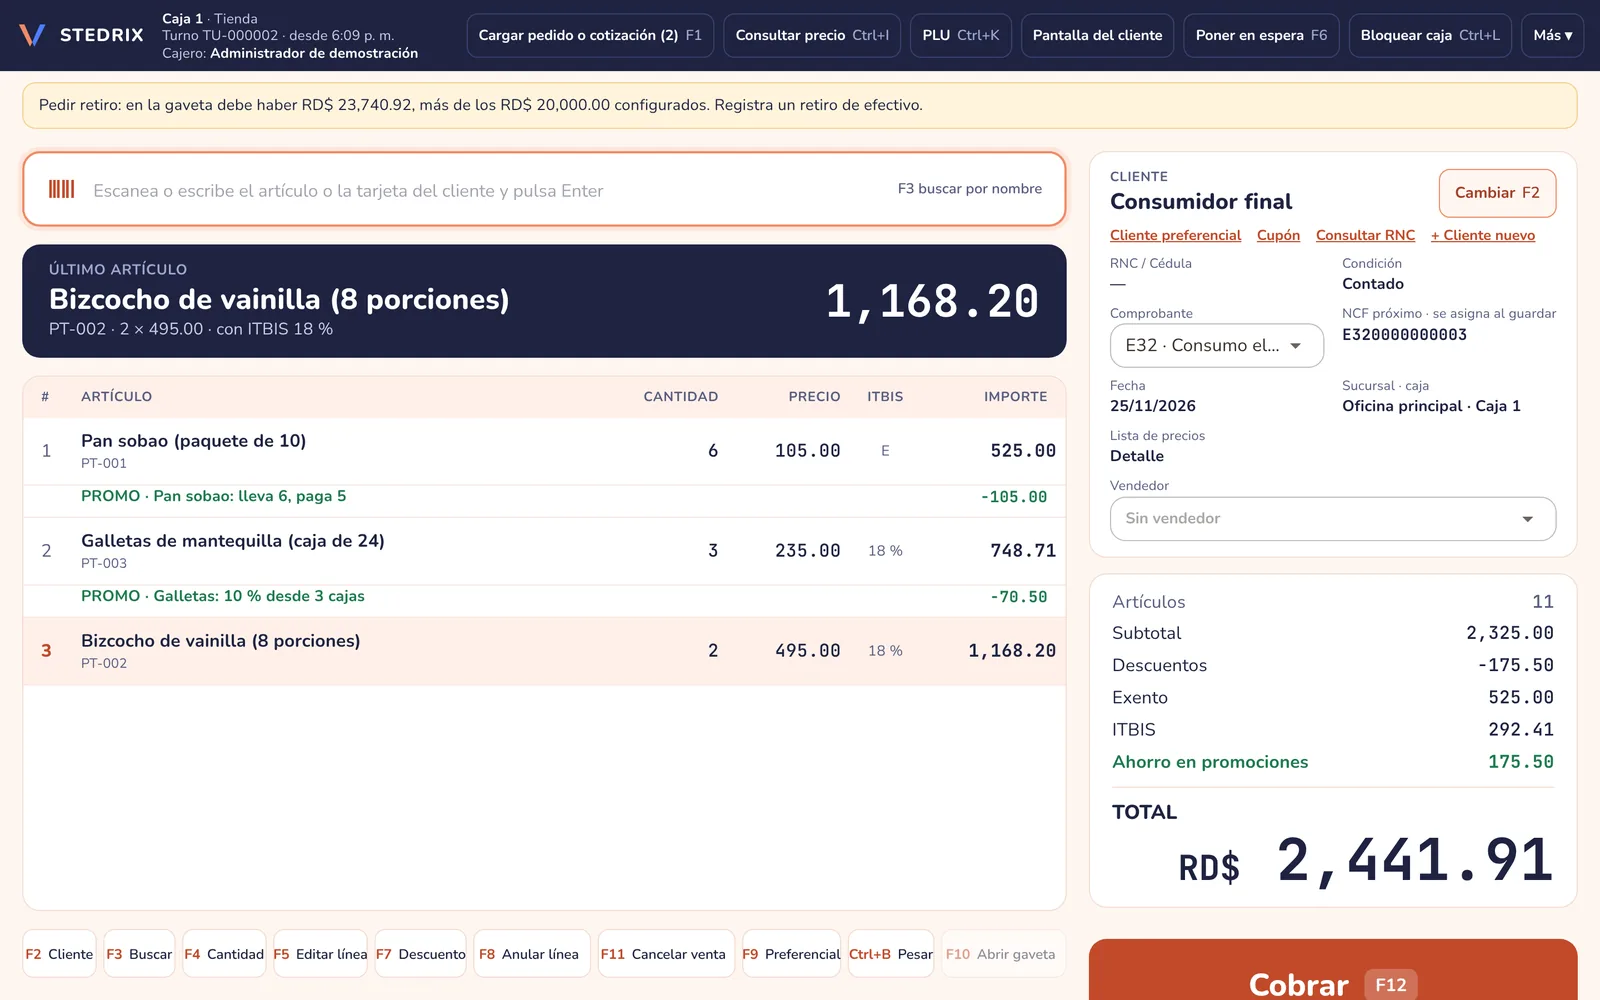 STEDRIX
Caja 1 · Tienda
Turno TU-000002 · desde 6:09 p. m.
Cajero: Administrador de demostración
Cargar pedido o cotización (2) F1
Consultar precio Ctrl+I
PLU Ctrl+K
Pantalla del cliente
Poner en espera F6
Bloquear caja Ctrl+L
Más ▾
Pedir retiro: en la gaveta debe haber RD$ 23,740.92, más de los RD$ 20,000.00 configurados. Registra un retiro de efectivo.
Escanea o escribe el artículo o la tarjeta del cliente y pulsa Enter
F3 buscar por nombre
ÚLTIMO ARTÍCULO
Bizcocho de vainilla (8 porciones)
PT-002 · 2 × 495.00 · con ITBIS 18 %
1,168.20
# ARTÍCULO CANTIDAD PRECIO ITBIS IMPORTE
1 Pan sobao (paquete de 10) 6 105.00 E 525.00
PT-001
PROMO · Pan sobao: lleva 6, paga 5 -105.00
2 Galletas de mantequilla (caja de 24) 3 235.00 18 % 748.71
PT-003
PROMO · Galletas: 10 % desde 3 cajas -70.50
3 Bizcocho de vainilla (8 porciones) 2 495.00 18 % 1,168.20
PT-002
F2 Cliente
F3 Buscar
F4 Cantidad
F5 Editar línea
F7 Descuento
F8 Anular línea
F11 Cancelar venta
F9 Preferencial
Ctrl+B Pesar
F10 Abrir gaveta
CLIENTE
Consumidor final
Cambiar F2
Cliente preferencial Cupón Consultar RNC + Cliente nuevo
RNC / Cédula
—
Condición
Contado
Comprobante
E32 · Consumo el...
NCF próximo · se asigna al guardar
E320000000003
Fecha
25/11/2026
Sucursal · caja
Oficina principal · Caja 1
Lista de precios
Detalle
Vendedor
Sin vendedor
Artículos 11
Subtotal 2,325.00
Descuentos -175.50
Exento 525.00
ITBIS 292.41
Ahorro en promociones 175.50
TOTAL
RD$ 2,441.91
Cobrar F12